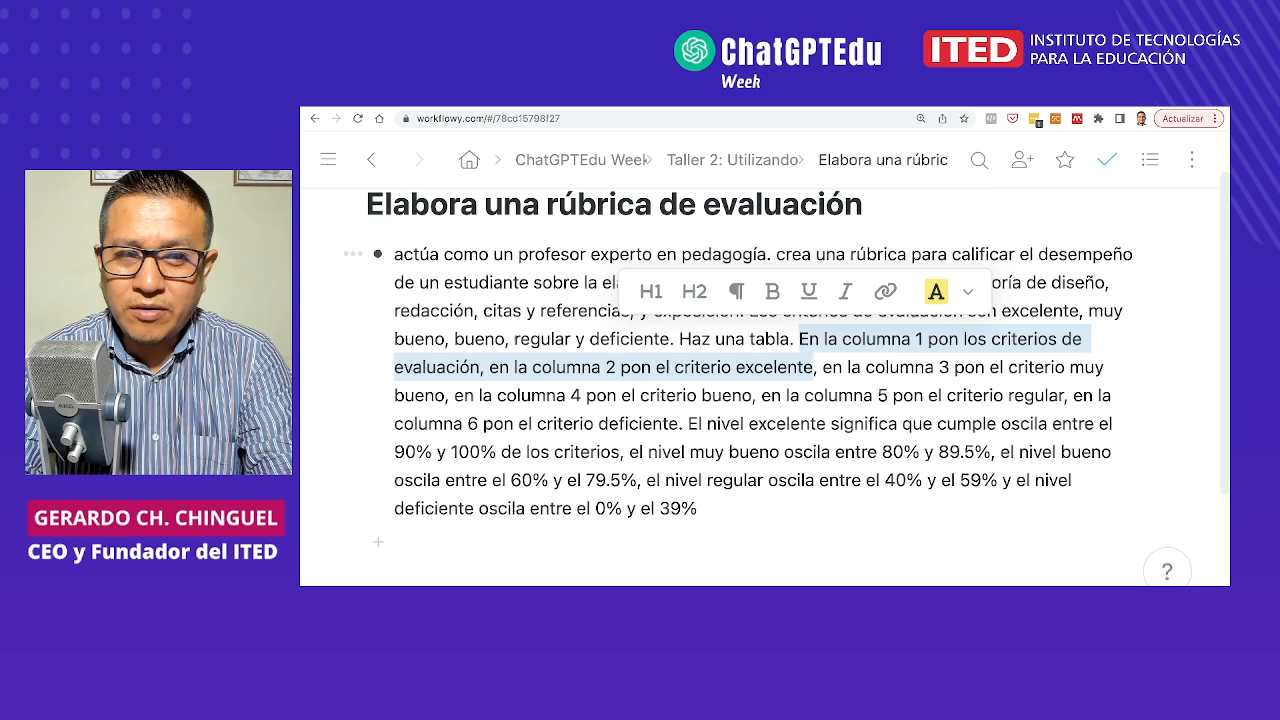 ChatGPTEdu
Week
ITED
INSTITUTO DE TECNOLOGÍAS
PARA LA EDUCACIÓN
workflowy.com/#/78cd15798f27
Actualizar
ChatGPTEdu Week
Taller 2: Utilizando
Elabora una rúbric
Elabora una rúbrica de evaluación
actúa como un profesor experto en pedagogía. crea una rúbrica para calificar el desempeño
de un estudiante sobre la oría de diseño,
H1 H2 B U I A
redacción, citas y referencias, y exposición. Los criterios de evaluación son excelente, muy
bueno, bueno, regular y deficiente. Haz una tabla. En la columna 1 pon los criterios de
evaluación, en la columna 2 pon el criterio excelente, en la columna 3 pon el criterio muy
bueno, en la columna 4 pon el criterio bueno, en la columna 5 pon el criterio regular, en la
columna 6 pon el criterio deficiente. El nivel excelente significa que cumple oscila entre el
90% y 100% de los criterios, el nivel muy bueno oscila entre 80% y 89.5%, el nivel bueno
oscila entre el 60% y el 79.5%, el nivel regular oscila entre el 40% y el 59% y el nivel
deficiente oscila entre el 0% y el 39%
?
AKG
GERARDO CH. CHINGUEL
CEO y Fundador del ITED